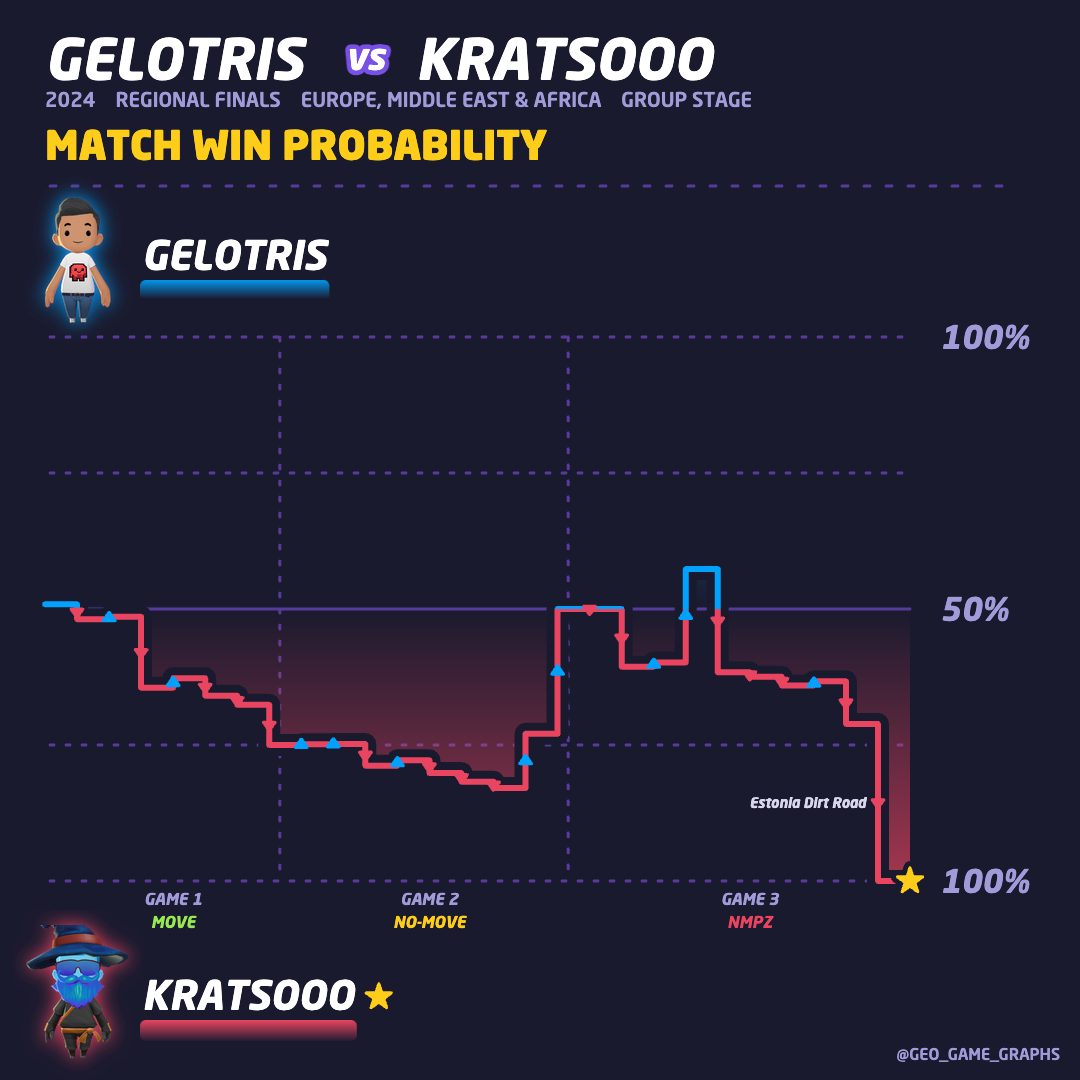 GELOTRIS VS KRATSOOO
2024 REGIONAL FINALS EUROPE, MIDDLE EAST & AFRICA GROUP STAGE
MATCH WIN PROBABILITY
GELOTRIS
100%
50%
Estonia Dirt Road
100%
GAME 1 GAME 2 GAME 3
MOVE NO-MOVE NMPZ
KRATSOOO
@GEO_GAME_GRAPHS